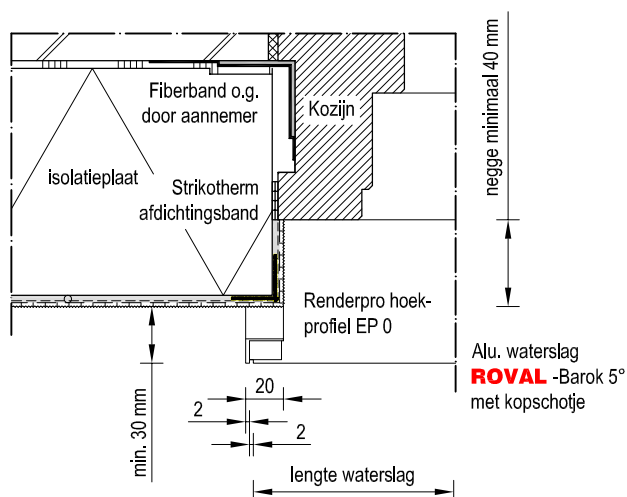 Fiberband o.g.
door aannemer
Kozijn
isolatieplaat
Strikotherm
afdichtingsband
negge minimaal 40 mm
Renderpro hoek-
profiel EP 0
Alu. waterslag
ROVAL -Barok 5°
met kopschotje
min. 30 mm
20
2
2
lengte waterslag